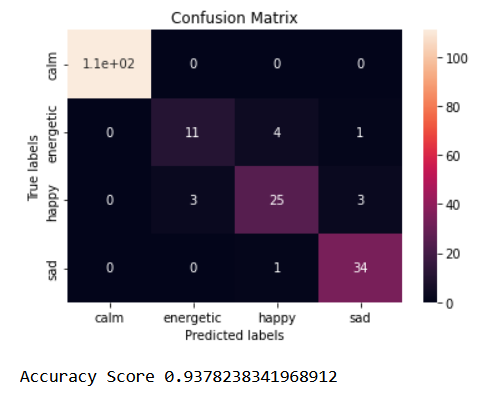 Confusion Matrix
calm 1.1e+02 0 0 0
energetic 0 11 4 1
happy 0 3 25 3
sad 0 0 1 34
calm energetic happy sad
True labels
Predicted labels
100
80
60
40
20
0
Accuracy Score 0.9378238341968912